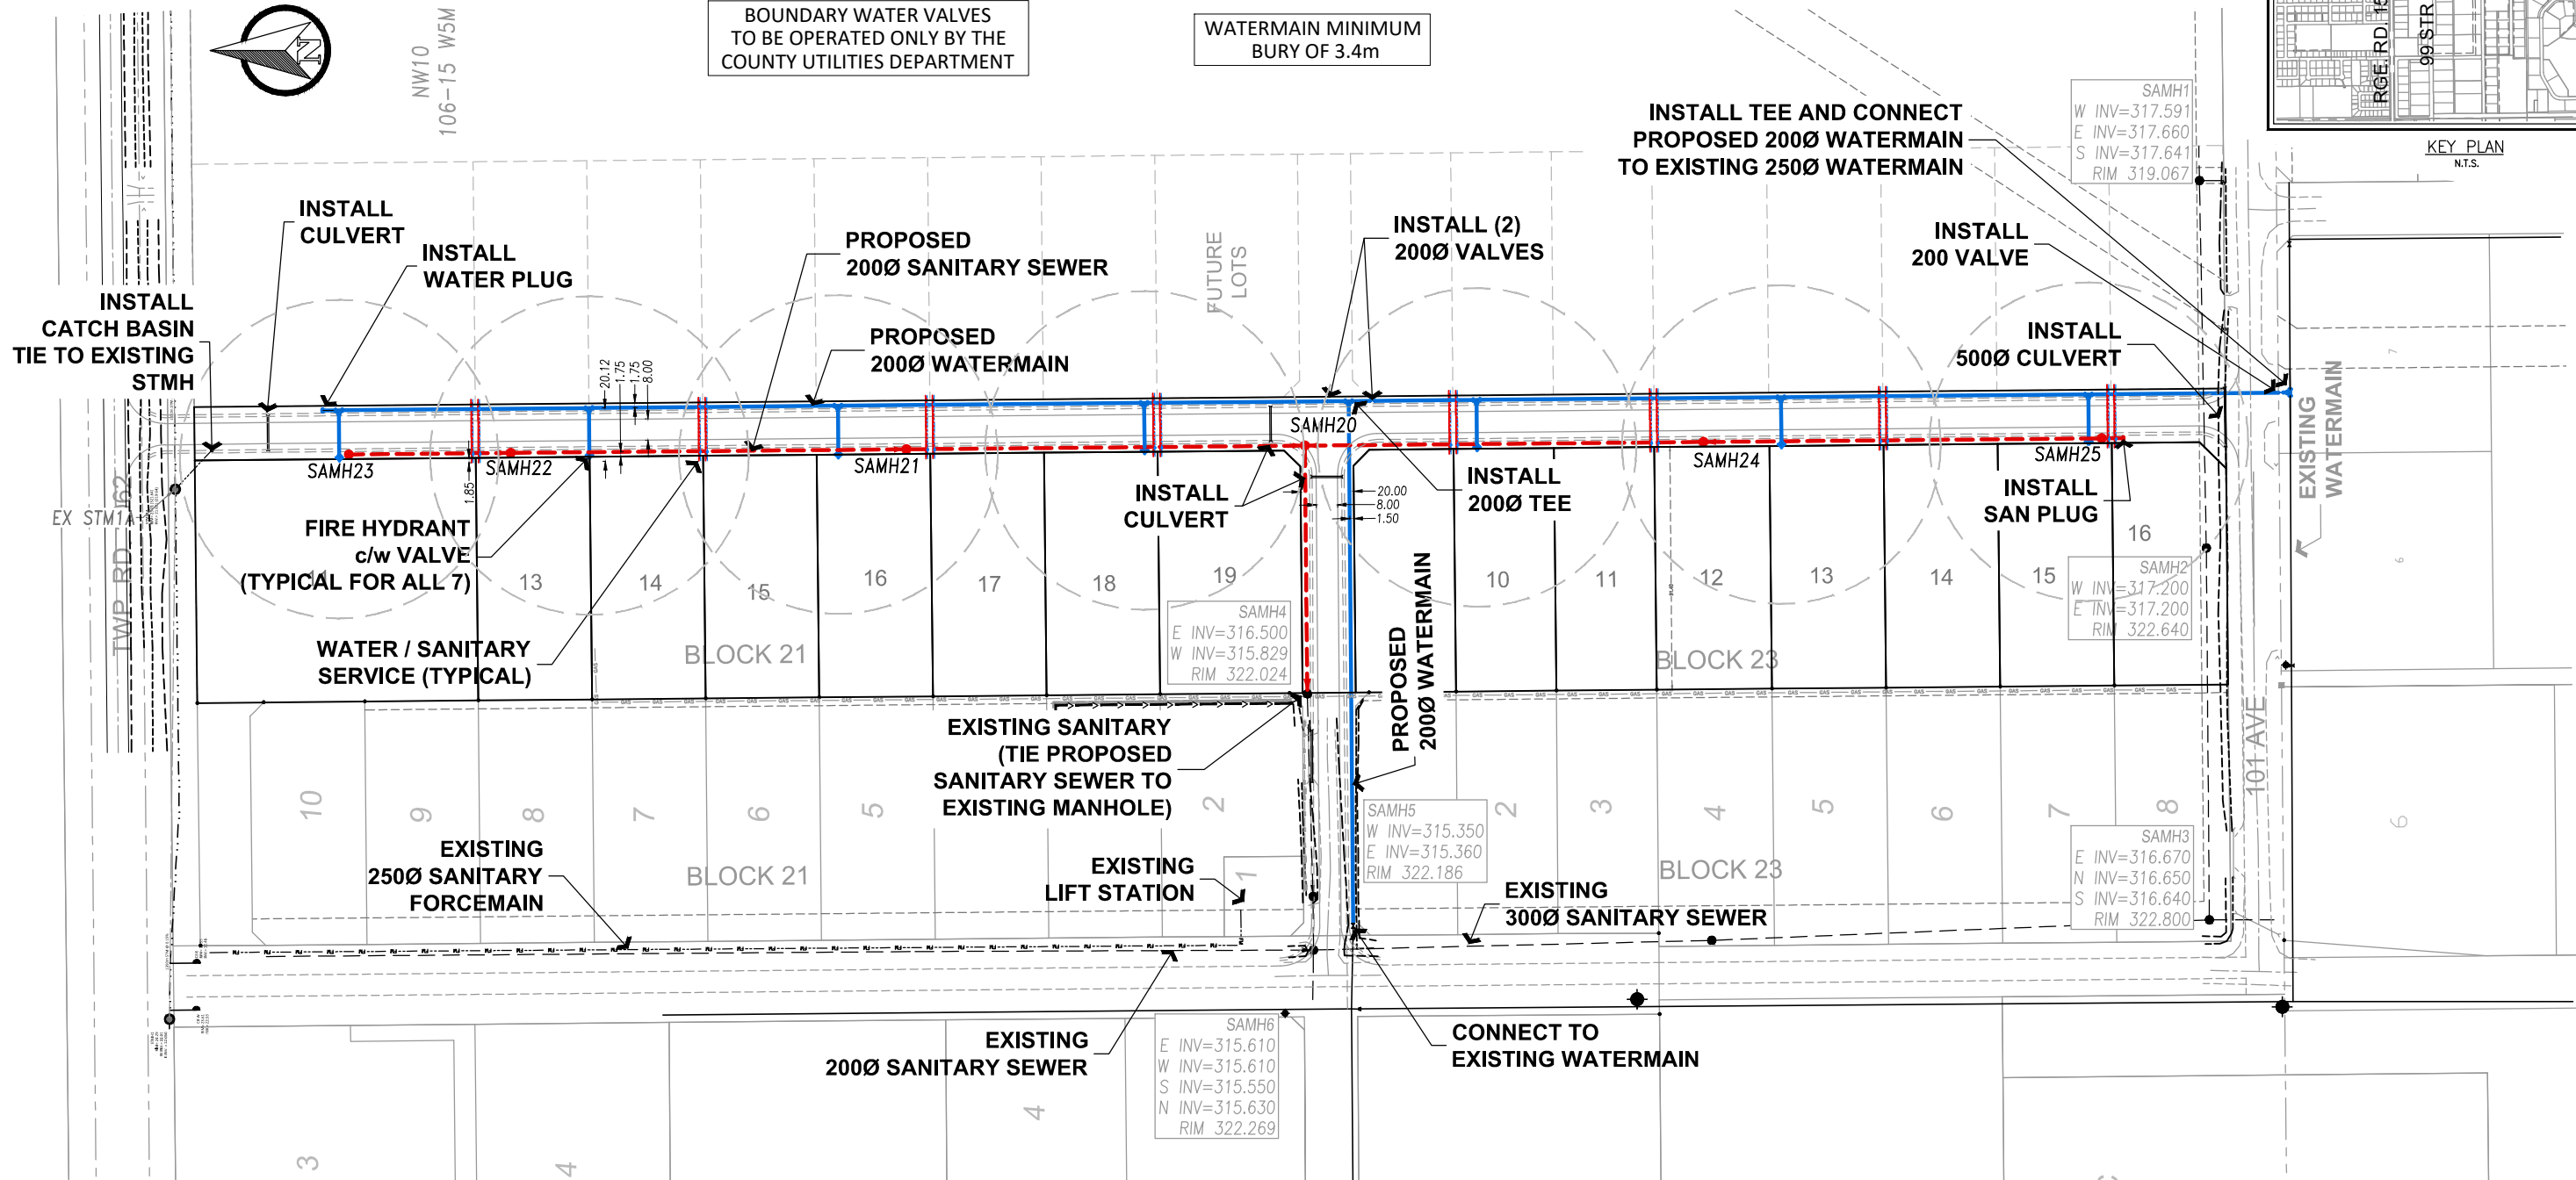 BOUNDARY WATER VALVES
TO BE OPERATED ONLY BY THE
COUNTY UTILITIES DEPARTMENT
WATERMAIN MINIMUM
BURY OF 3.4m
N
NW10
106-15 W5M
RGE. RD. 15
99 STR
KEY PLAN
N.T.S.
INSTALL TEE AND CONNECT
PROPOSED 200Ø WATERMAIN
TO EXISTING 250Ø WATERMAIN
SAMH1
W INV=317.591
E INV=317.660
S INV=317.641
RIM 319.067
INSTALL
CULVERT
INSTALL
WATER PLUG
PROPOSED
200Ø SANITARY SEWER
FUTURE
LOTS
INSTALL (2)
200Ø VALVES
INSTALL
200 VALVE
INSTALL
CATCH BASIN
TIE TO EXISTING
STMH
PROPOSED
200Ø WATERMAIN
INSTALL
500Ø CULVERT
EXISTING
WATERMAIN
20.12
1.75
1.75
8.00
1.85
SAMH23
SAMH22
SAMH21
SAMH20
SAMH24
SAMH25
EX STM1A
TWP RD 162
FIRE HYDRANT
c/w VALVE
(TYPICAL FOR ALL 7)
INSTALL
CULVERT
20.00
8.00
1.50
INSTALL
200Ø TEE
INSTALL
SAN PLUG
13
14
15
16
17
18
19
10
11
12
13
14
15
16
7
6
WATER / SANITARY
SERVICE (TYPICAL)
BLOCK 21
SAMH4
E INV=316.500
W INV=315.829
RIM 322.024
PROPOSED
200Ø WATERMAIN
BLOCK 23
SAMH2
W INV=317.200
E INV=317.200
RIM 322.640
GAS
EXISTING SANITARY
(TIE PROPOSED
SANITARY SEWER TO
EXISTING MANHOLE)
101 AVE
10
9
8
7
6
5
2
1
2
3
4
5
6
7
8
6
SAMH5
W INV=315.350
E INV=315.360
RIM 322.186
SAMH3
E INV=316.670
N INV=316.650
S INV=316.640
RIM 322.800
EXISTING
250Ø SANITARY
FORCEMAIN
BLOCK 21
EXISTING
LIFT STATION
BLOCK 23
EXISTING
300Ø SANITARY SEWER
EXISTING
200Ø SANITARY SEWER
SAMH6
E INV=315.610
W INV=315.610
S INV=315.550
N INV=315.630
RIM 322.269
CONNECT TO
EXISTING WATERMAIN
3
4
4